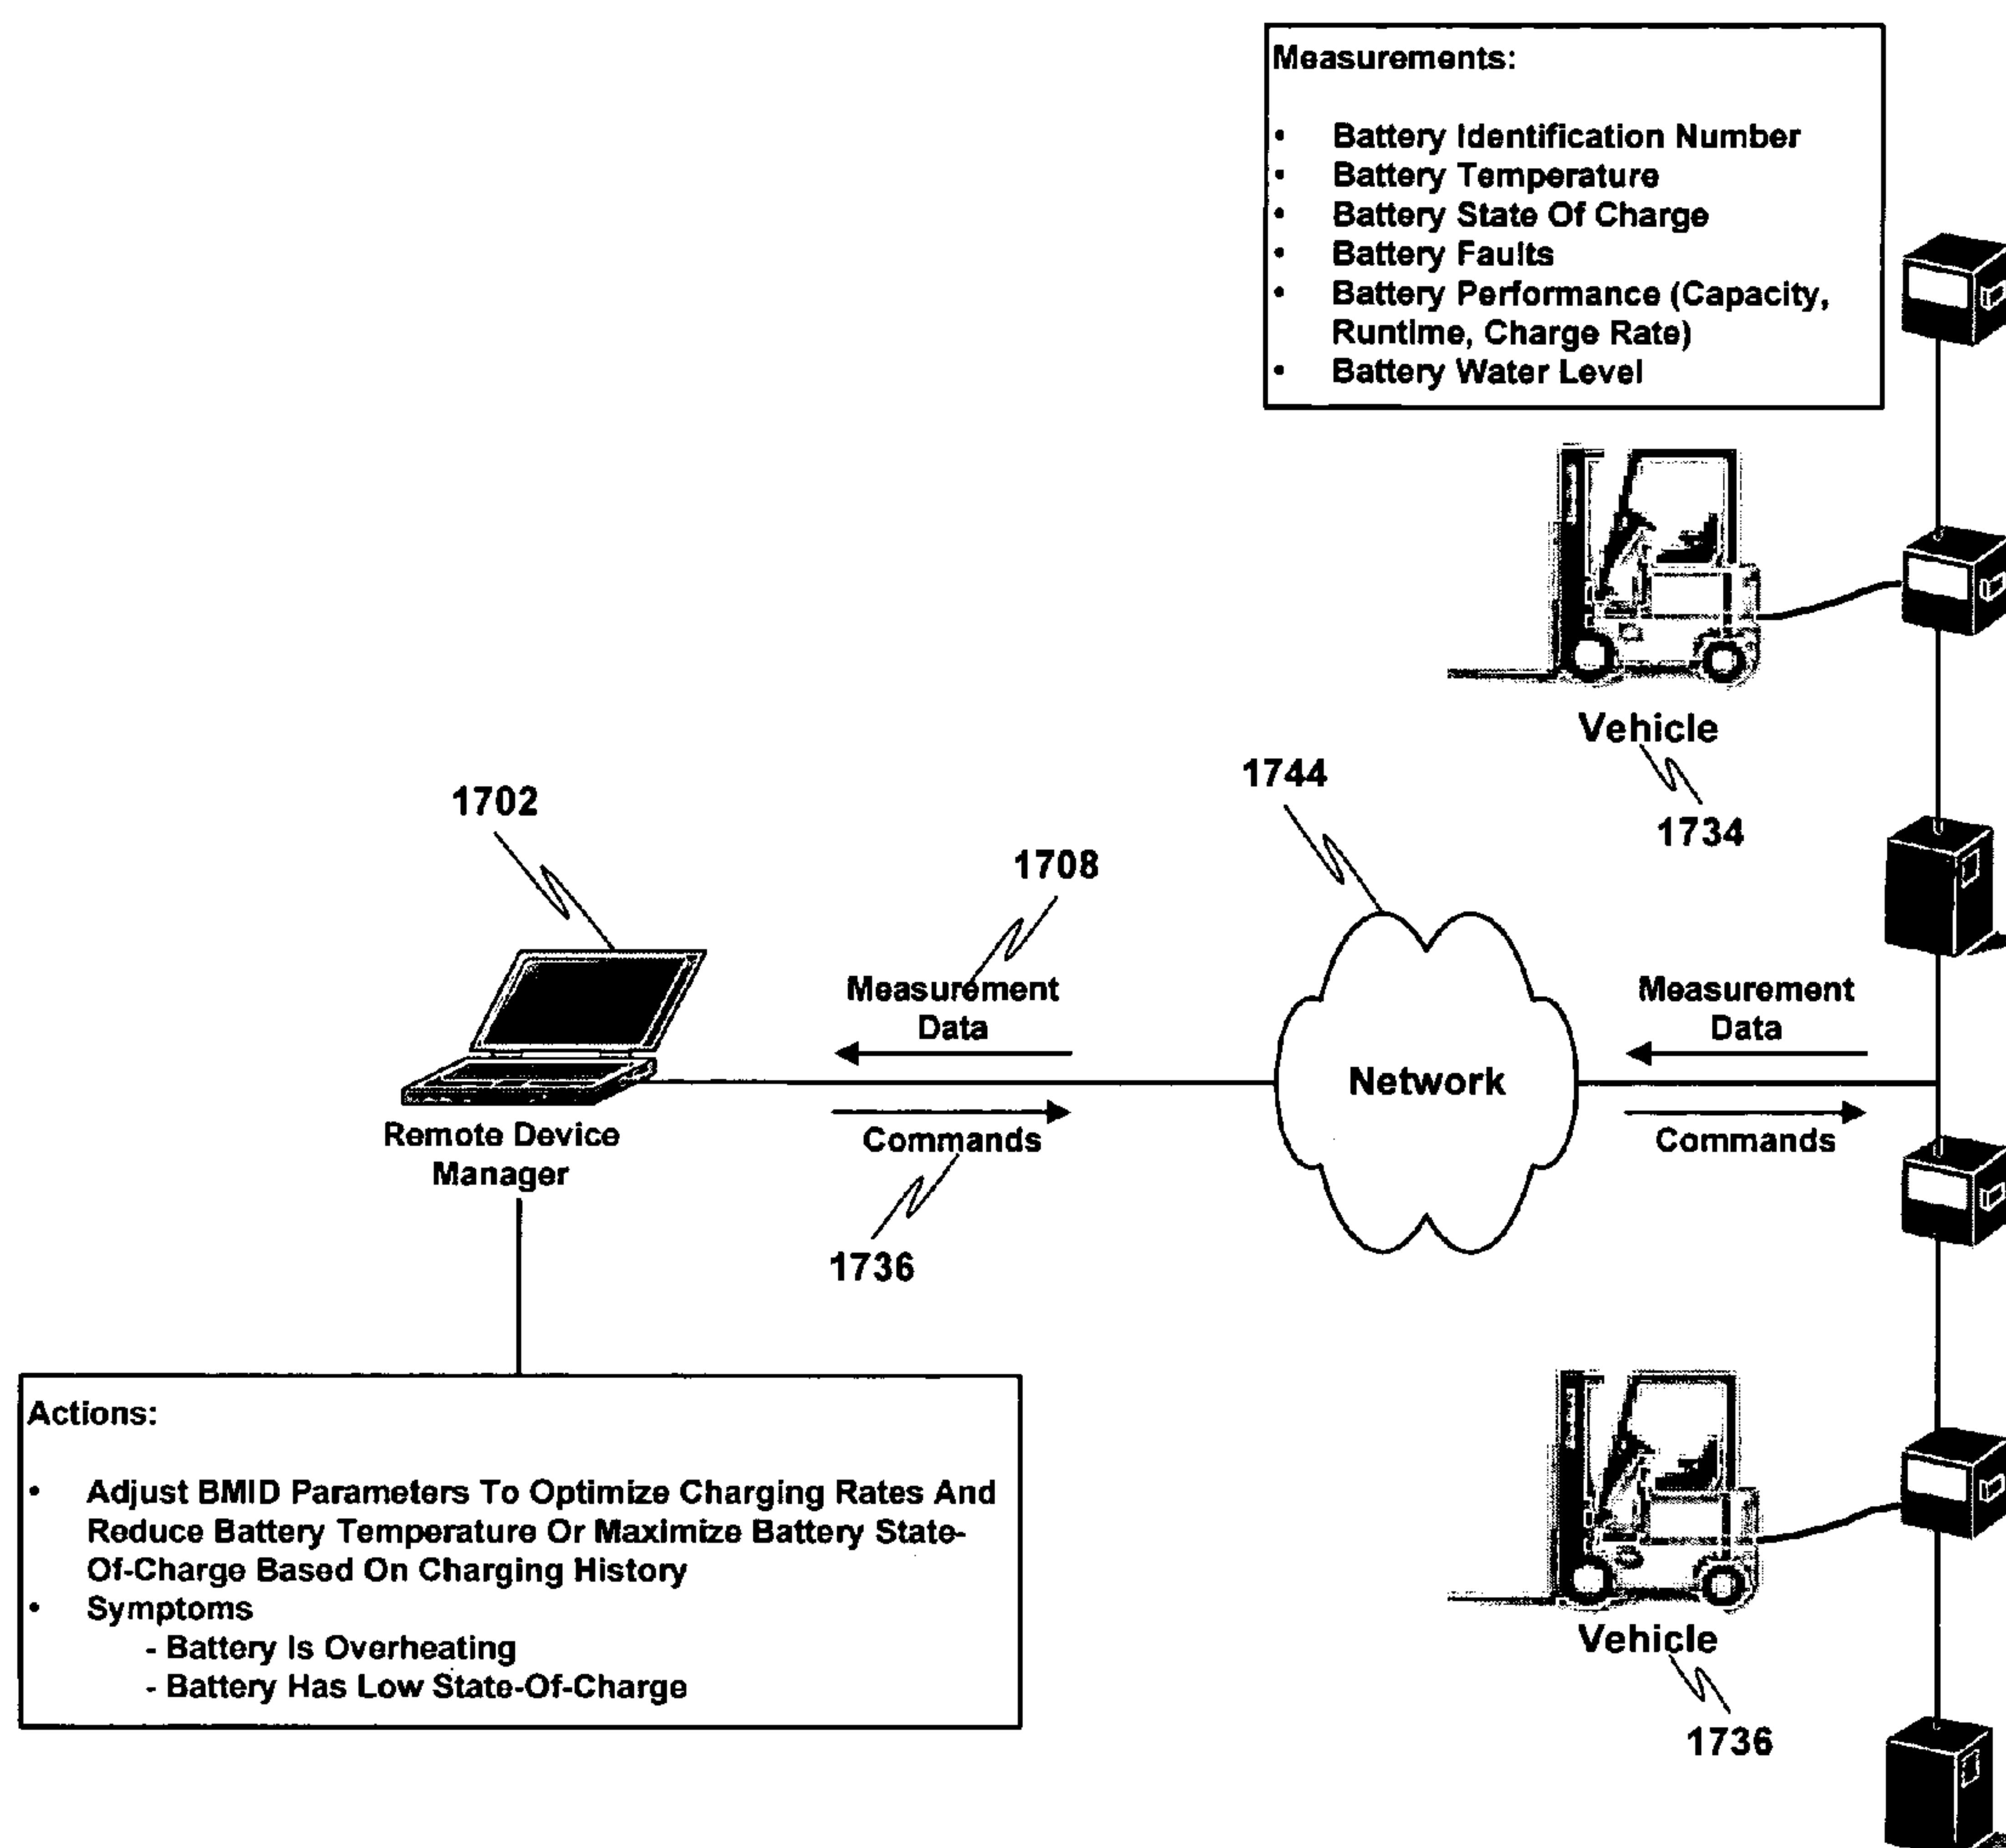 Measurements:
• Battery Identification Number
• Battery Temperature
• Battery State Of Charge
• Battery Faults
• Battery Performance (Capacity,
Runtime, Charge Rate)
• Battery Water Level
Vehicle
1734
1744
1702
1708
Measurement
Data
Measurement
Data
Network
Remote Device
Manager
Commands
Commands
1736
Actions:
• Adjust BMID Parameters To Optimize Charging Rates And
Reduce Battery Temperature Or Maximize Battery State-
Of-Charge Based On Charging History
• Symptoms
- Battery Is Overheating
- Battery Has Low State-Of-Charge
Vehicle
1736